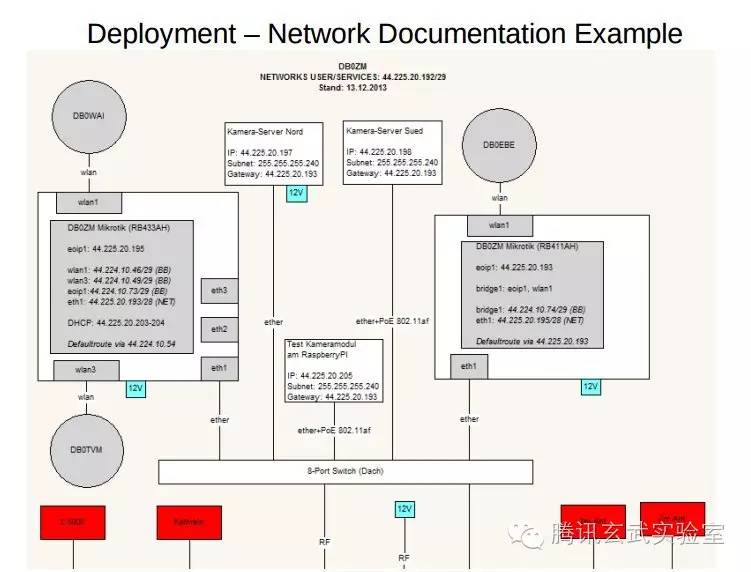 Deployment – Network Documentation Example
DB0ZM
NETWORKS USER/SERVICES: 44.225.20.192/29
Stand: 13.12.2013
DB0WAI
wlan
wlan1
DB0ZM Mikrotik (RB433AH)
eoip1: 44.225.20.195
wlan1: 44.224.10.46/29 (BB)
wlan3: 44.224.10.49/29 (BB)
eoip1:44.224.10.73/29 (BB)
eth1: 44.225.20.193/28 (NET)
DHCP: 44.225.20.203-204
Defaultroute via 44.224.10.54
eth3
eth2
eth1
wlan3
12V
wlan
DB0TVM
ether
Kamera-Server Nord
IP: 44.225.20.197
Subnet: 255.255.255.240
Gateway: 44.225.20.193
12V
ether
Kamera-Server Sued
IP: 44.225.20.198
Subnet: 255.255.255.240
Gateway: 44.225.20.193
ether+PoE 802.11af
Test Kameramodul
am RaspberryPI
IP: 44.225.20.205
Subnet: 255.255.255.240
Gateway: 44.225.20.193
ether+PoE 802.11af
DB0EBE
wlan
wlan1
DB0ZM Mikrotik (RB411AH)
eoip1: 44.225.20.193
bridge1: eoip1, wlan1
bridge1: 44.224.10.74/29 (BB)
eth1: 44.225.20.195/28 (NET)
Defaultroute via 44.225.20.193
eth1
12V
ether
8-Port Switch (Dach)
12V
RF
RF
腾讯玄武实验室